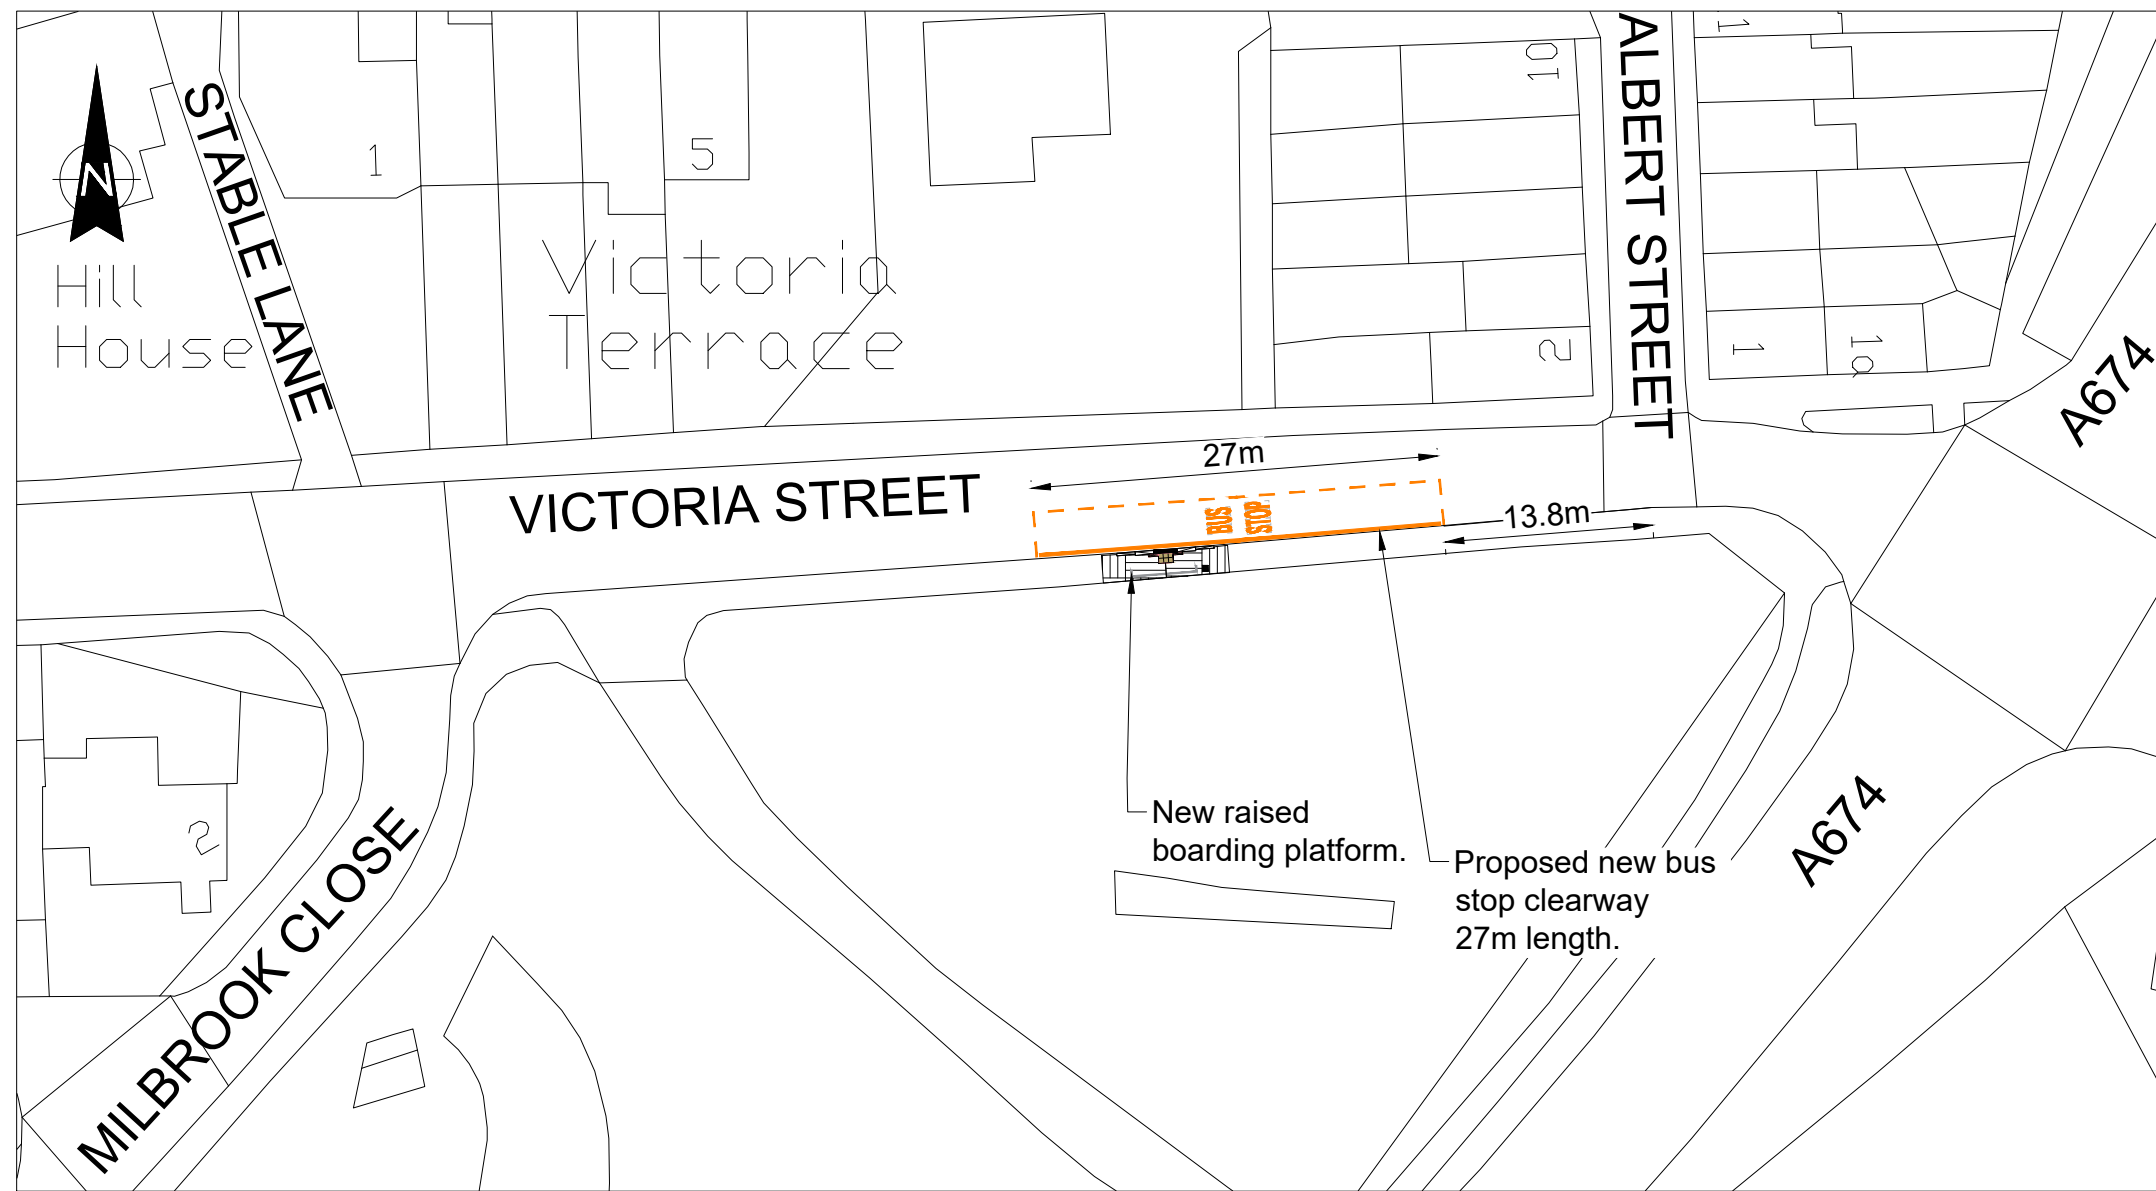 STABLE LANE
1
5
10
ALBERT STREET
1
N
Hill
House
Victoria
Terrace
2
1
19
A674
27m
VICTORIA STREET
BUS
STOP
13.8m
New raised
boarding platform.
Proposed new bus
stop clearway
27m length.
2
MILBROOK CLOSE
A674